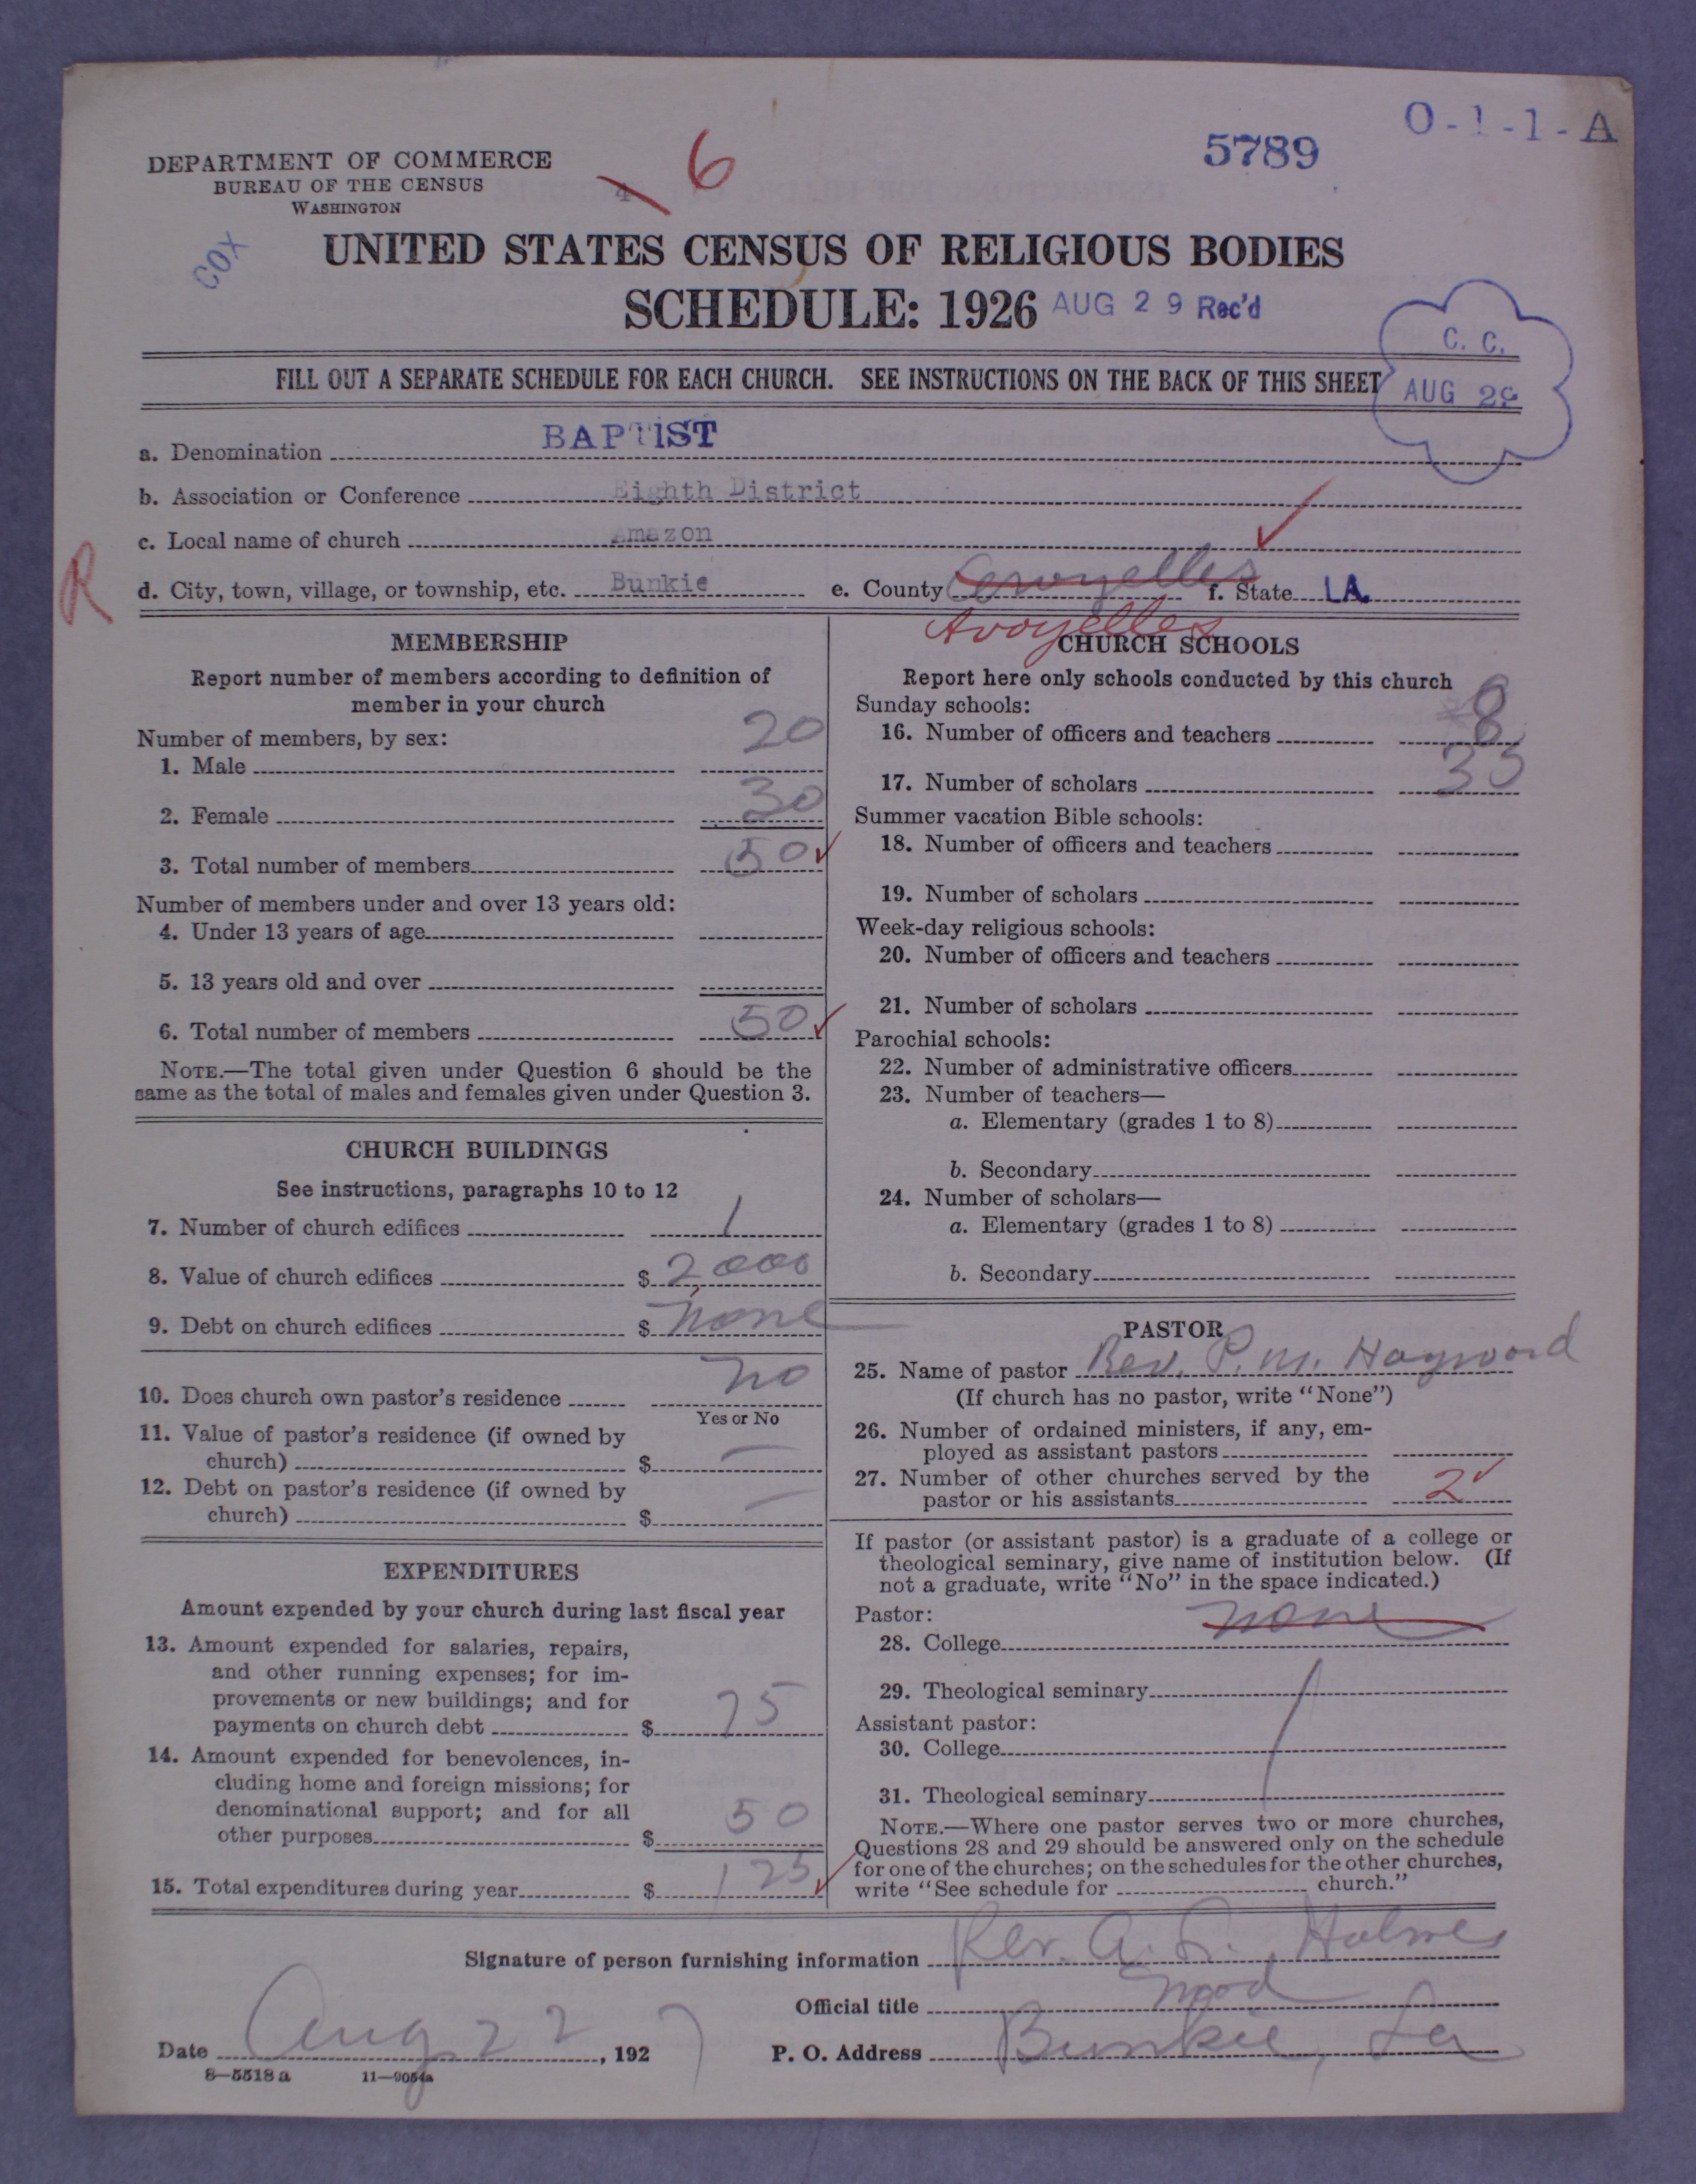 O-1-1-A
5789
DEPARTMENT OF COMMERCE
BUREAU OF THE CENSUS
WASHINGTON
4 6
COX
UNITED STATES CENSUS OF RELIGIOUS BODIES
SCHEDULE: 1926 AUG 29 Rec'd
C. C.
AUG 29
FILL OUT A SEPARATE SCHEDULE FOR EACH CHURCH. SEE INSTRUCTIONS ON THE BACK OF THIS SHEET
a. Denomination BAPTIST
b. Association or Conference Eighth District
c. Local name of church Amazon
R
d. City, town, village, or township, etc. Bunkie e. County f. State LA.
Avoyelles
MEMBERSHIP
Report number of members according to definition of
member in your church
Number of members, by sex:
1. Male 20
2. Female 30
3. Total number of members 50
Number of members under and over 13 years old:
4. Under 13 years of age
5. 13 years old and over
6. Total number of members 50
NOTE.—The total given under Question 6 should be the
same as the total of males and females given under Question 3.
CHURCH BUILDINGS
See instructions, paragraphs 10 to 12
7. Number of church edifices 1
8. Value of church edifices $ 2,000
9. Debt on church edifices $ none
10. Does church own pastor's residence no
Yes or No
11. Value of pastor's residence (if owned by
church) $ —
12. Debt on pastor's residence (if owned by
church) $ —
EXPENDITURES
Amount expended by your church during last fiscal year
13. Amount expended for salaries, repairs,
and other running expenses; for im-
provements or new buildings; and for
payments on church debt $ 75
14. Amount expended for benevolences, in-
cluding home and foreign missions; for
denominational support; and for all
other purposes $ 50
15. Total expenditures during year $ 125
CHURCH SCHOOLS
Report here only schools conducted by this church
Sunday schools:
16. Number of officers and teachers 8
17. Number of scholars 35
Summer vacation Bible schools:
18. Number of officers and teachers
19. Number of scholars
Week-day religious schools:
20. Number of officers and teachers
21. Number of scholars
Parochial schools:
22. Number of administrative officers
23. Number of teachers—
a. Elementary (grades 1 to 8)
b. Secondary
24. Number of scholars—
a. Elementary (grades 1 to 8)
b. Secondary
PASTOR
25. Name of pastor Rev. P. M. Hayword
(If church has no pastor, write "None")
26. Number of ordained ministers, if any, em-
ployed as assistant pastors
27. Number of other churches served by the
pastor or his assistants 2
If pastor (or assistant pastor) is a graduate of a college or
theological seminary, give name of institution below. (If
not a graduate, write "No" in the space indicated.)
Pastor:
28. College none
29. Theological seminary
Assistant pastor:
30. College
31. Theological seminary
NOTE.—Where one pastor serves two or more churches,
Questions 28 and 29 should be answered only on the schedule
for one of the churches; on the schedules for the other churches,
write "See schedule for church."
Signature of person furnishing information Rev. A. Holmes
Official title mod
Date Aug 22, 1927 P. O. Address Bunkie, La
8—5518 a 11—9054a